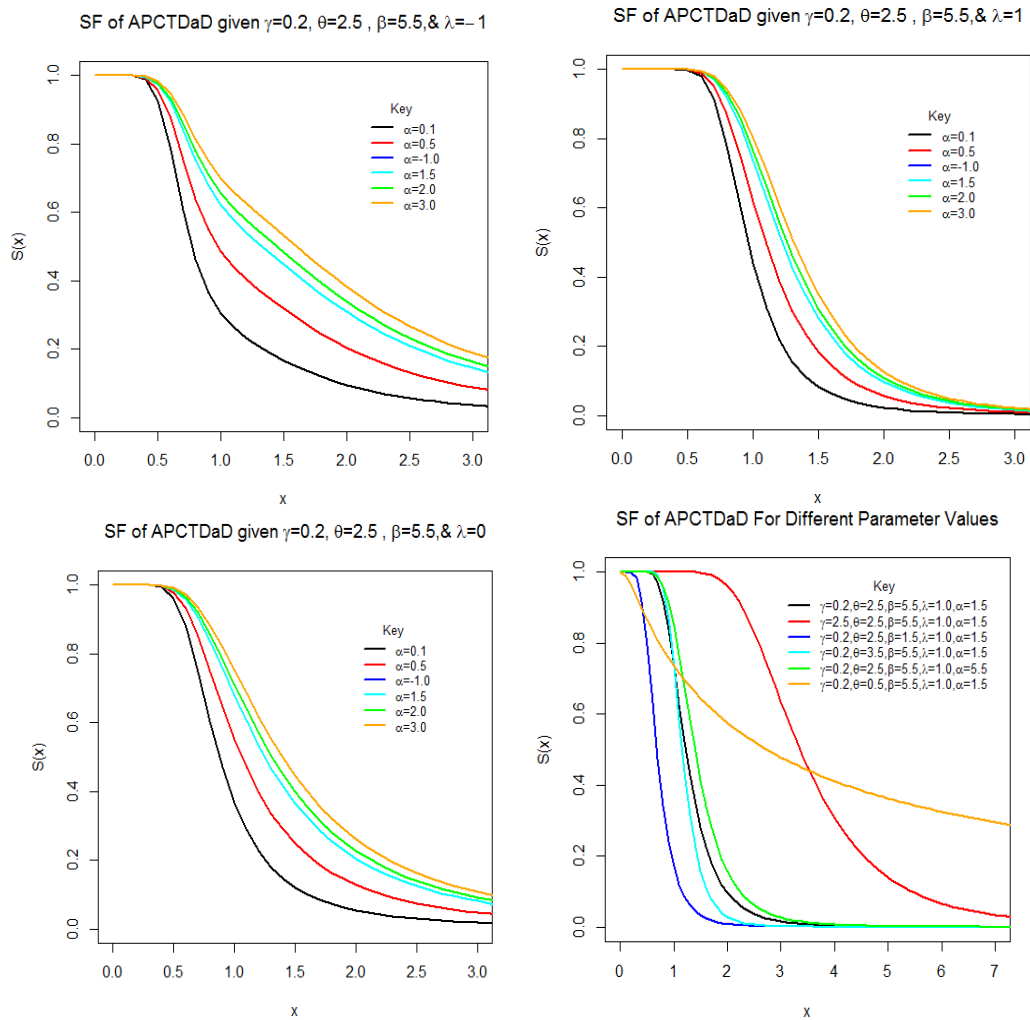 SF of APCTDaD given γ=0.2, θ=2.5 , β=5.5,& λ=−1
S(x)
1.0
0.8
0.6
0.4
0.2
0.0
Key
α=0.1
α=0.5
α=-1.0
α=1.5
α=2.0
α=3.0
0.0 0.5 1.0 1.5 2.0 2.5 3.0
x
SF of APCTDaD given γ=0.2, θ=2.5 , β=5.5,& λ=1
S(x)
1.0
0.8
0.6
0.4
0.2
0.0
Key
α=0.1
α=0.5
α=-1.0
α=1.5
α=2.0
α=3.0
0.0 0.5 1.0 1.5 2.0 2.5 3.0
x
SF of APCTDaD given γ=0.2, θ=2.5 , β=5.5,& λ=0
S(x)
1.0
0.8
0.6
0.4
0.2
0.0
Key
α=0.1
α=0.5
α=-1.0
α=1.5
α=2.0
α=3.0
0.0 0.5 1.0 1.5 2.0 2.5 3.0
x
SF of APCTDaD For Different Parameter Values
S(x)
1.0
0.8
0.6
0.4
0.2
0.0
Key
γ=0.2,θ=2.5,β=5.5,λ=1.0,α=1.5
γ=2.5,θ=2.5,β=5.5,λ=1.0,α=1.5
γ=0.2,θ=2.5,β=1.5,λ=1.0,α=1.5
γ=0.2,θ=3.5,β=5.5,λ=1.0,α=1.5
γ=0.2,θ=2.5,β=5.5,λ=1.0,α=5.5
γ=0.2,θ=0.5,β=5.5,λ=1.0,α=1.5
0 1 2 3 4 5 6 7
x